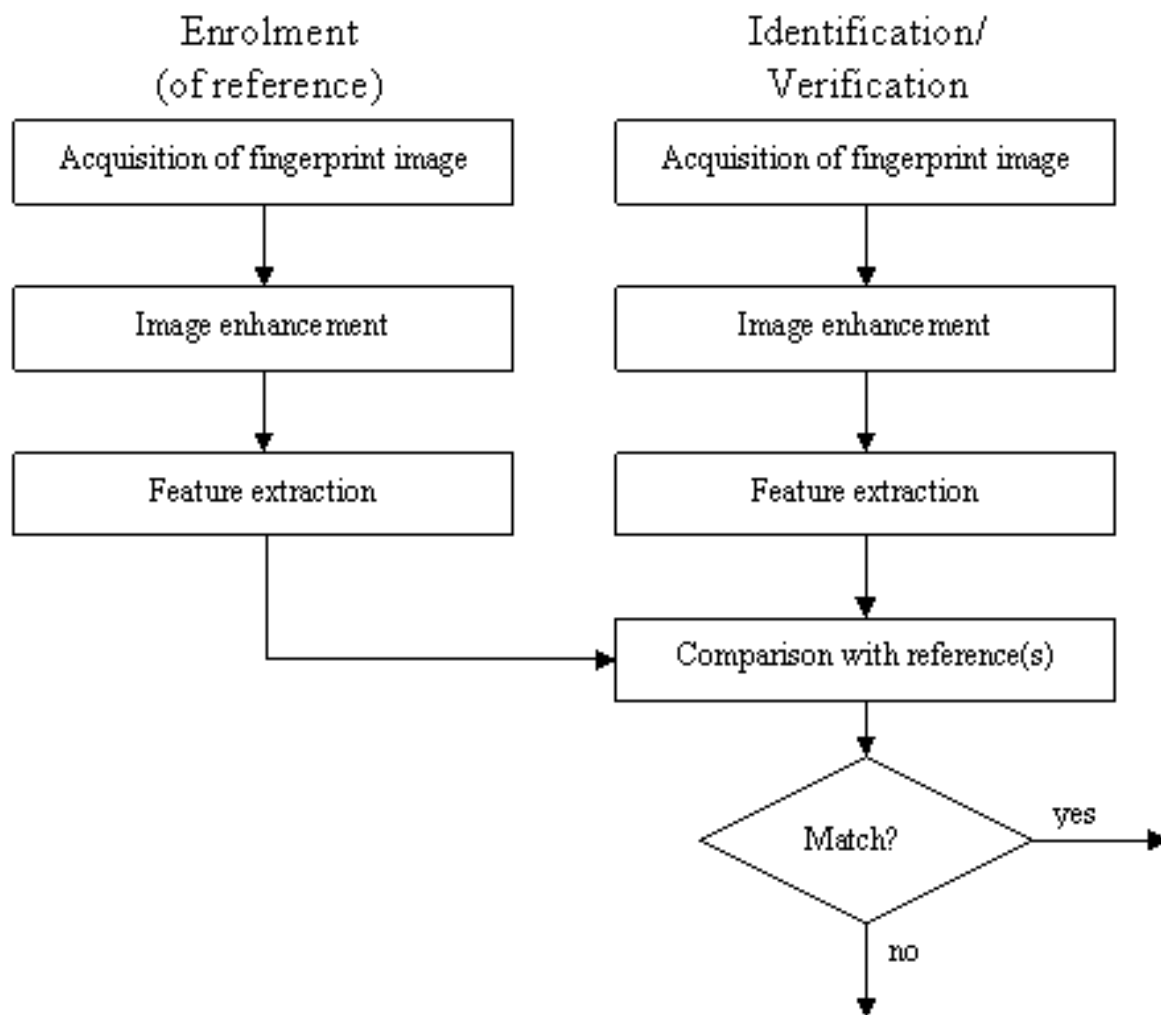 Enrolment
(of reference)
Acquisition of fingerprint image
Image enhancement
Feature extraction
Identification/
Verification
Acquisition of fingerprint image
Image enhancement
Feature extraction
Comparison with reference(s)
Match?
yes
no